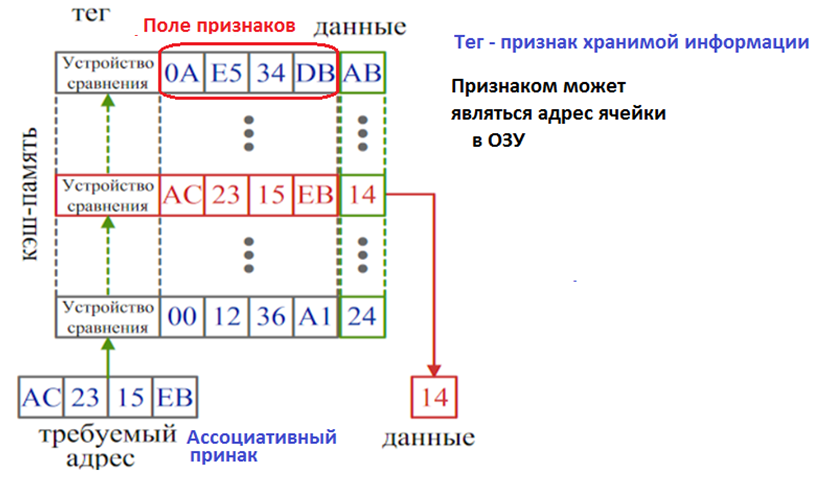 тег
Поле признаков
данные
Тег - признак хранимой информации
Устройство
сравнения
0A E5 34 DB AB
Признаком может
являться адрес ячейки
в ОЗУ
кэш-память
Устройство
сравнения
AC 23 15 EB 14
Устройство
сравнения
00 12 36 A1 24
AC 23 15 EB
14
требуемый
адрес
Ассоциативный
принак
данные